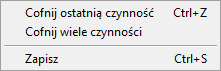 Cofnij ostatnią czynność Ctrl+Z
Cofnij wiele czynności
Zapisz Ctrl+S